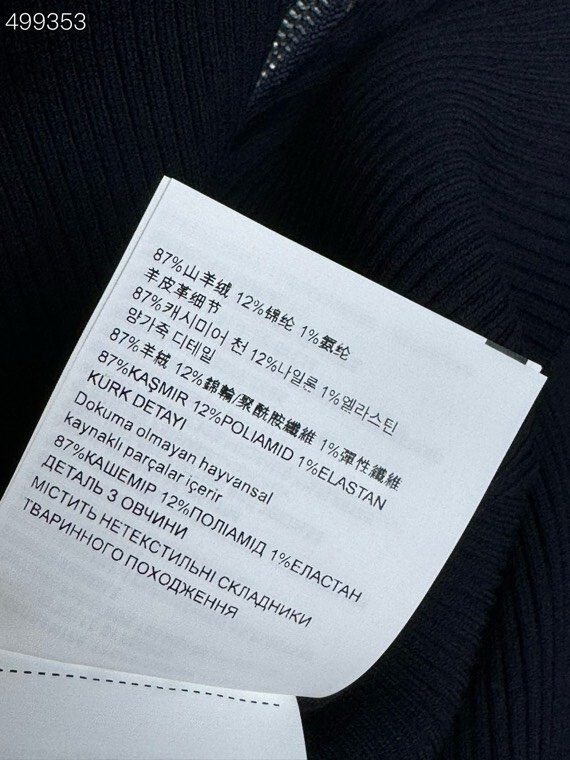 499353
87%山羊绒 12%锦纶 1%氨纶
羊皮革细节
87%캐시미어 천 12%나일론 1%엘라스틴
양가죽 디테일
87%羊絨 12%錦輪/聚酰胺纖維 1%彈性纖維
87%KAŞMIR 12%POLIAMID 1%ELASTAN
KÜRK DETAYI
Dokuma olmayan hayvansal
kaynaklı parçalar içerir
87%КАШЕМІР 12%ПОЛІАМІД 1%ЕЛАСТАН
ДЕТАЛЬ З ОВЧИНИ
МІСТИТЬ НЕТЕКСТИЛЬНІ СКЛАДНИКИ
ТВАРИННОГО ПОХОДЖЕННЯ